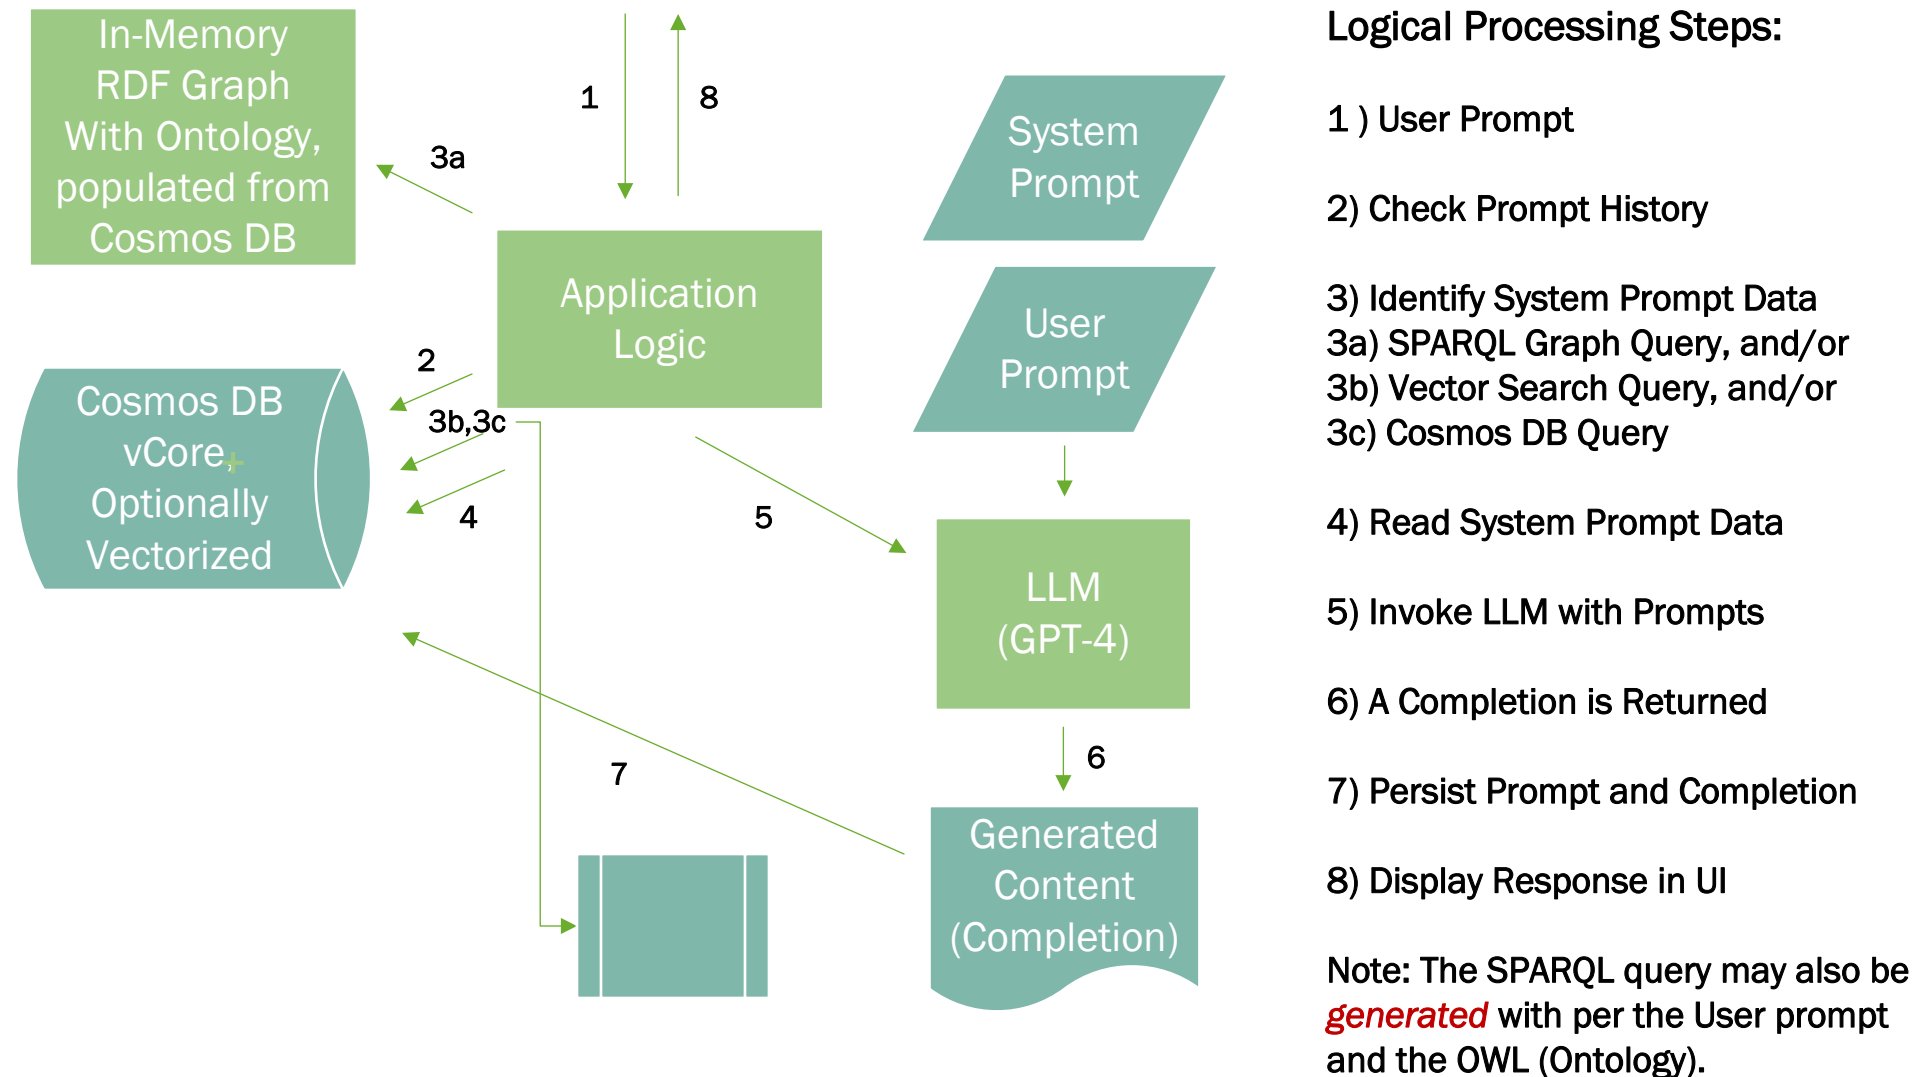 In-Memory
RDF Graph
With Ontology,
populated from
Cosmos DB
1
8
3a
Application
Logic
2
3b,3c
4
5
Cosmos DB
vCore,
Optionally
Vectorized
7
System
Prompt
User
Prompt
LLM
(GPT-4)
6
Generated
Content
(Completion)
Logical Processing Steps:
1 ) User Prompt
2) Check Prompt History
3) Identify System Prompt Data
3a) SPARQL Graph Query, and/or
3b) Vector Search Query, and/or
3c) Cosmos DB Query
4) Read System Prompt Data
5) Invoke LLM with Prompts
6) A Completion is Returned
7) Persist Prompt and Completion
8) Display Response in UI
Note: The SPARQL query may also be
generated with per the User prompt
and the OWL (Ontology).